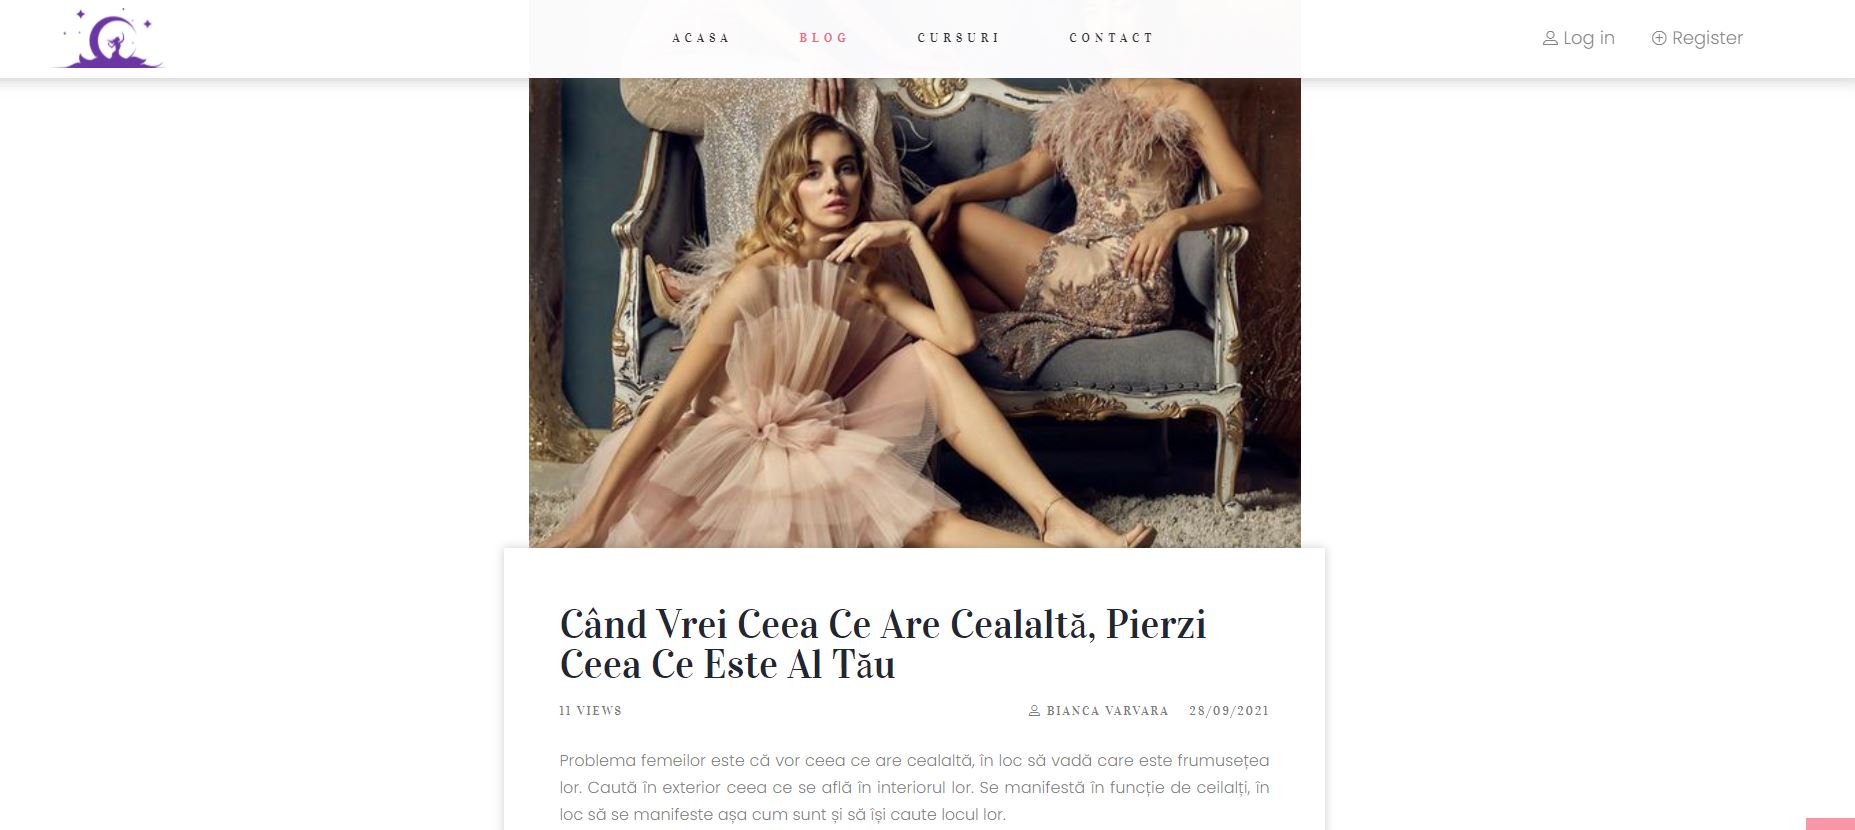 ACASA
BLOG
CURSURI
CONTACT
Log in
Register
Când Vrei Ceea Ce Are Cealaltă, Pierzi
Ceea Ce Este Al Tău
11 VIEWS
BIANCA VARVARA
28/09/2021
Problema femeilor este că vor ceea ce are cealaltă, în loc să vadă care este frumusețea
lor. Caută în exterior ceea ce se află în interiorul lor. Se manifestă în funcție de ceilalți, în
loc să se manifeste așa cum sunt și să își caute locul lor.